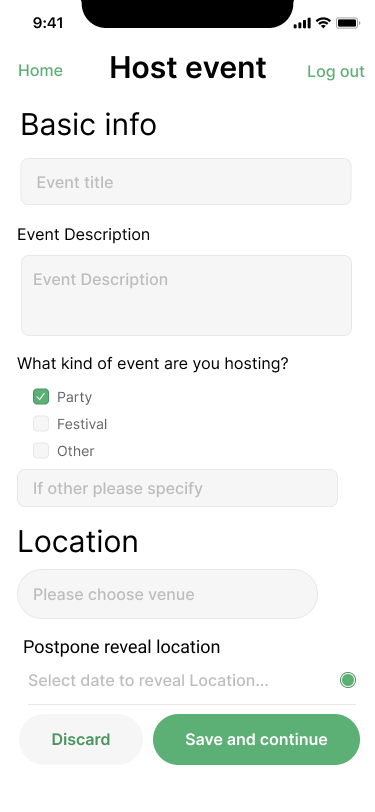 9:41
Home
Host event
Log out
Basic info
Event title
Event Description
Event Description
What kind of event are you hosting?
Party
Festival
Other
If other please specify
Location
Please choose venue
Postpone reveal location
Select date to reveal Location...
Discard
Save and continue